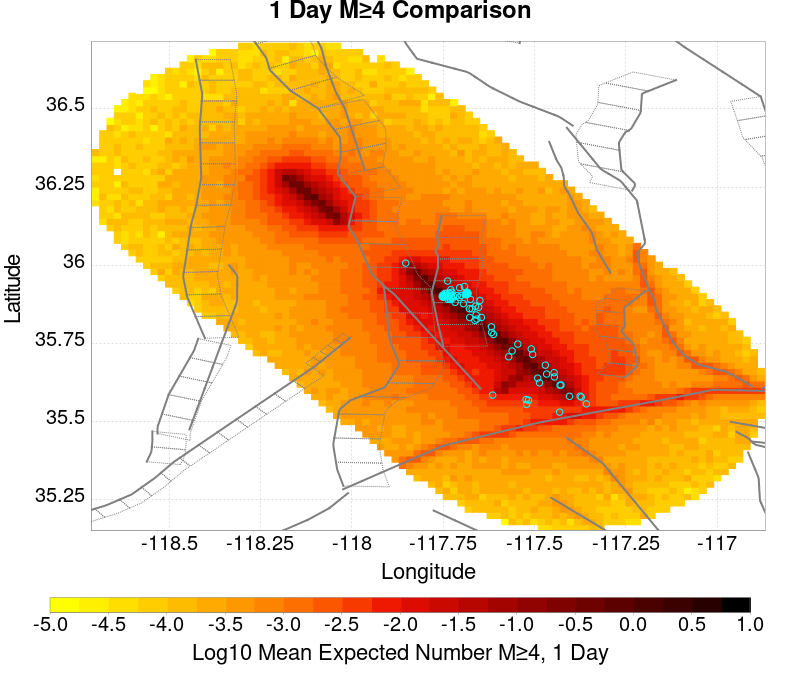 1 Day M≥4 Comparison
36.5
36.25
36
35.75
35.5
35.25
Latitude
-118.5 -118.25 -118 -117.75 -117.5 -117.25 -117
Longitude
-5.0 -4.5 -4.0 -3.5 -3.0 -2.5 -2.0 -1.5 -1.0 -0.5 0.0 0.5 1.0
Log10 Mean Expected Number M≥4, 1 Day